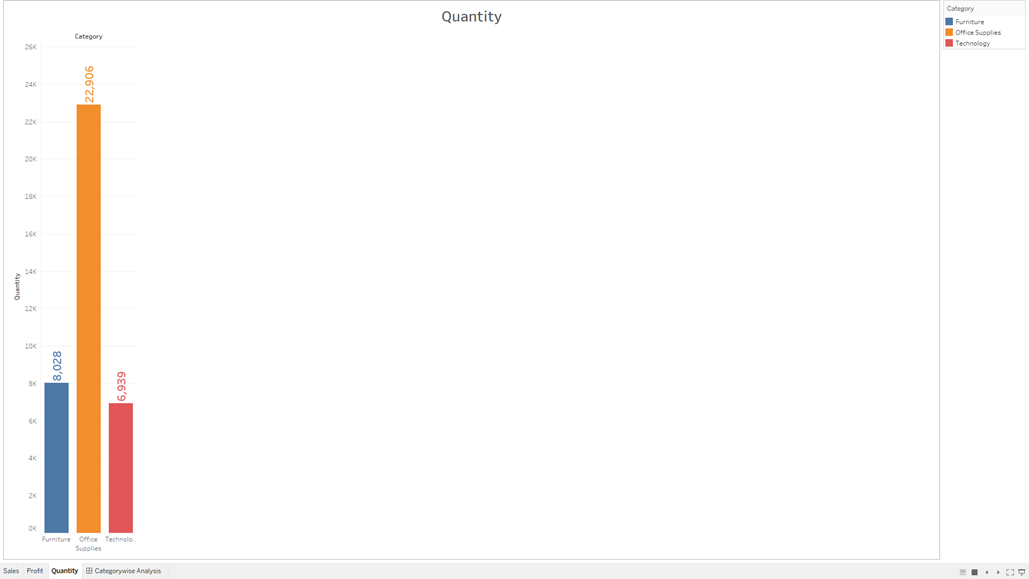 Quantity
Category
Category
Furniture
Office Supplies
Technology
26K
24K
22K
20K
18K
16K
14K
12K
10K
8K
6K
4K
2K
0K
Quantity
8,028
22,906
6,939
Furniture
Office
Supplies
Technolo..
Sales Profit Quantity Categorywise Analysis